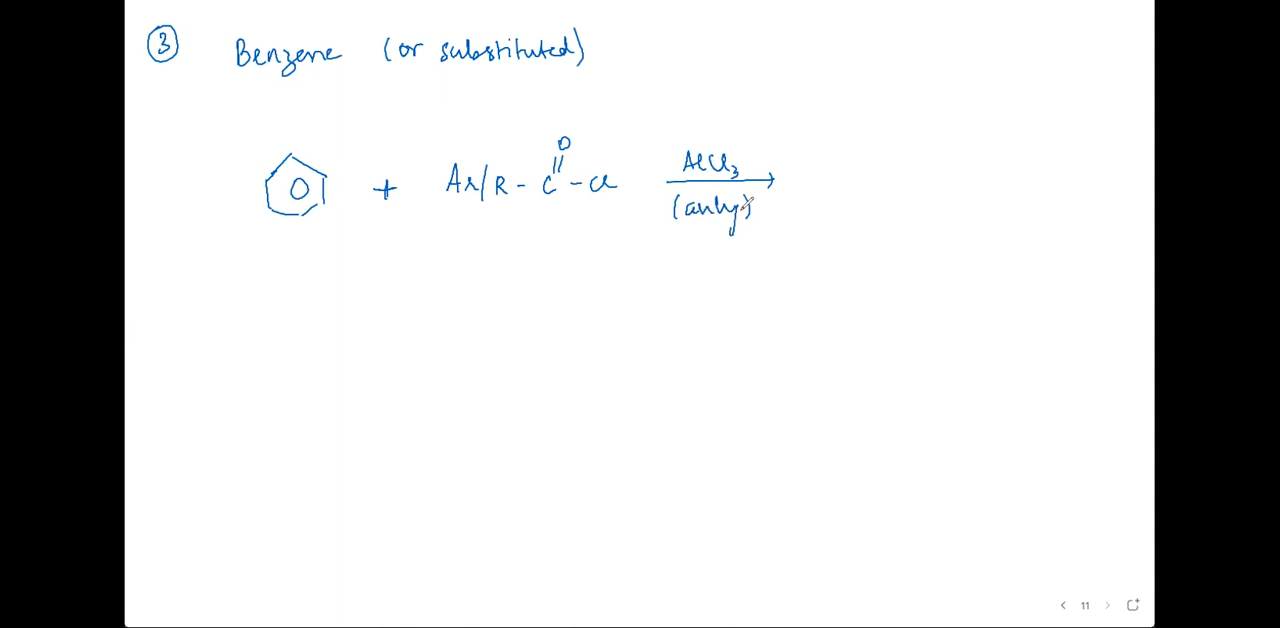 ③ Benzene (or substituted)
O
||
+ Ar/R - C - Cl AlCl₃
(anhy)
< 11 >